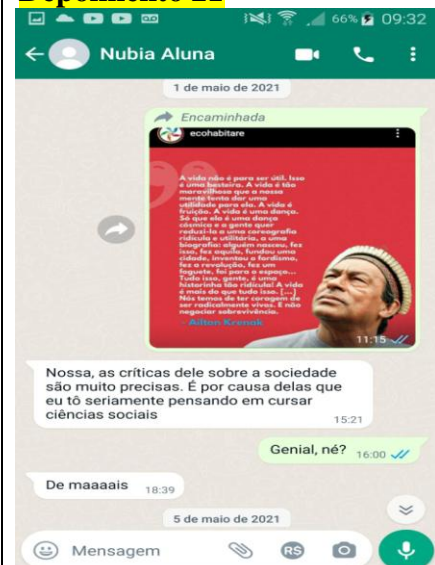 Depoimento 21
66% 09:32
Nubia Aluna
1 de maio de 2021
Encaminhada
ecohabitare
A vida não é para ser útil. Isso
é uma besteira. A vida é tão
maravilhosa que a nossa
mente tenta dar uma
utilidade para ela. A vida é
fruição. A vida é uma dança.
Só que ela é uma dança
cósmica e a gente quer
reduzi-la a uma coreografia
ridícula e utilitária, a uma
biografia: alguém nasceu, fez
isso, fez aquilo, fundou uma
cidade, inventou o fordismo,
fez a revolução, fez um
foguete, foi para o espaço...
Tudo isso, gente, é uma
historinha tão ridícula! A vida
é mais do que tudo isso. [...]
Nós temos de ter coragem de
ser radicalmente vivos. E não
negociar sobrevivência.
- Ailton Krenak
11:15
Nossa, as críticas dele sobre a sociedade
são muito precisas. É por causa delas que
eu tô seriamente pensando em cursar
ciências sociais
15:21
Genial, né? 16:00
De maaaais 18:39
5 de maio de 2021
Mensagem
RS